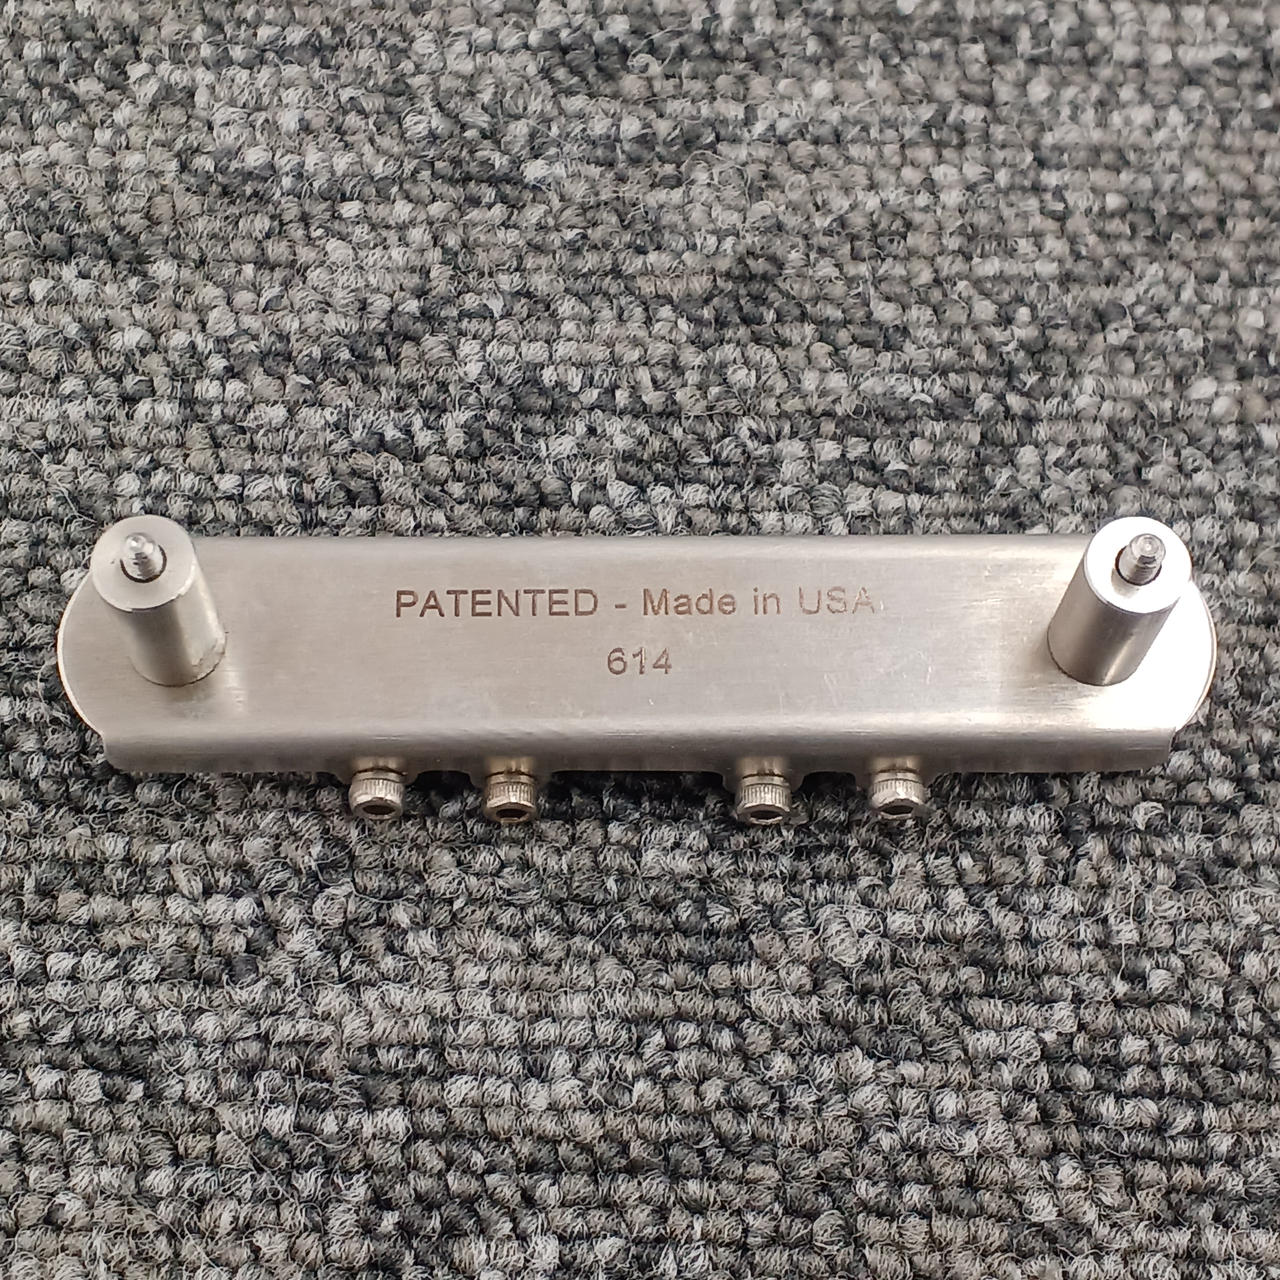 PATENTED - Made in USA
614